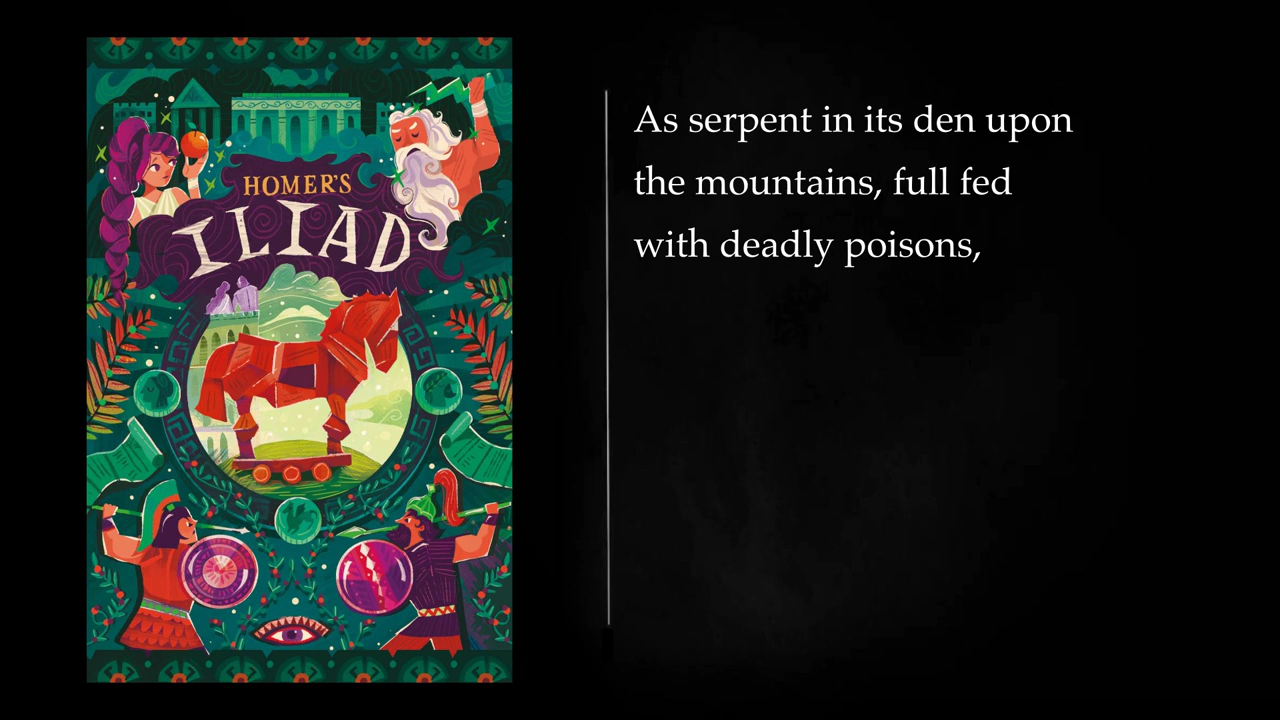 HOMER'S
ILIAD
As serpent in its den upon
the mountains, full fed
with deadly poisons,